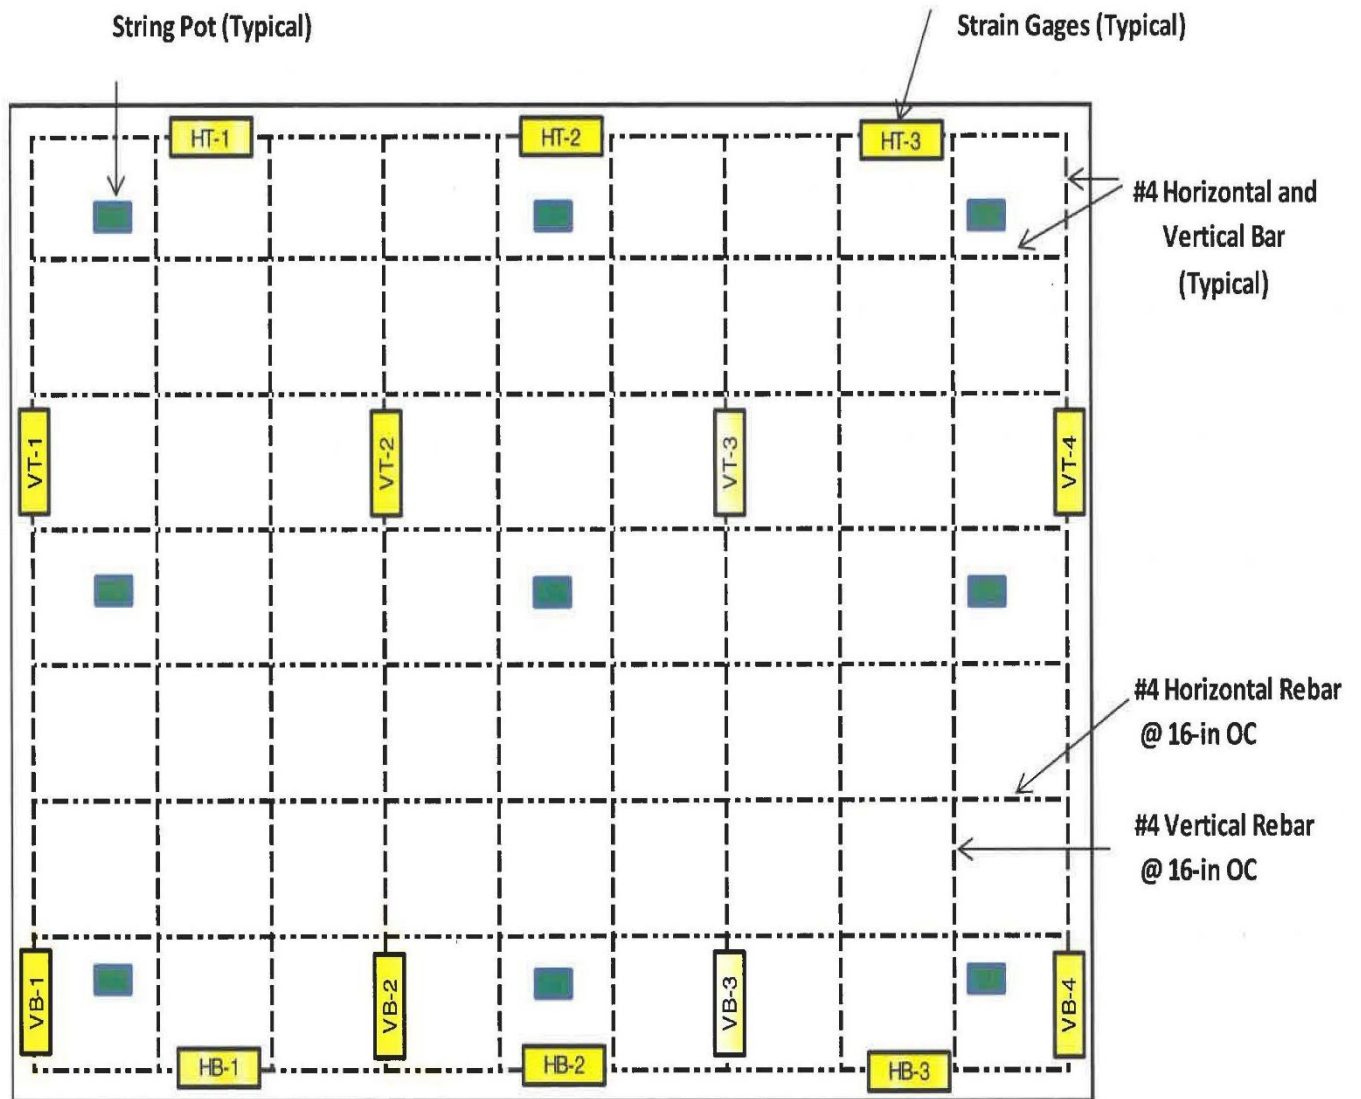 String Pot (Typical)
Strain Gages (Typical)
HT-1
HT-2
HT-3
#4 Horizontal and
Vertical Bar
(Typical)
VT-1
VT-2
VT-3
VT-4
#4 Horizontal Rebar
@ 16-in OC
#4 Vertical Rebar
@ 16-in OC
VB-1
VB-2
VB-3
VB-4
HB-1
HB-2
HB-3